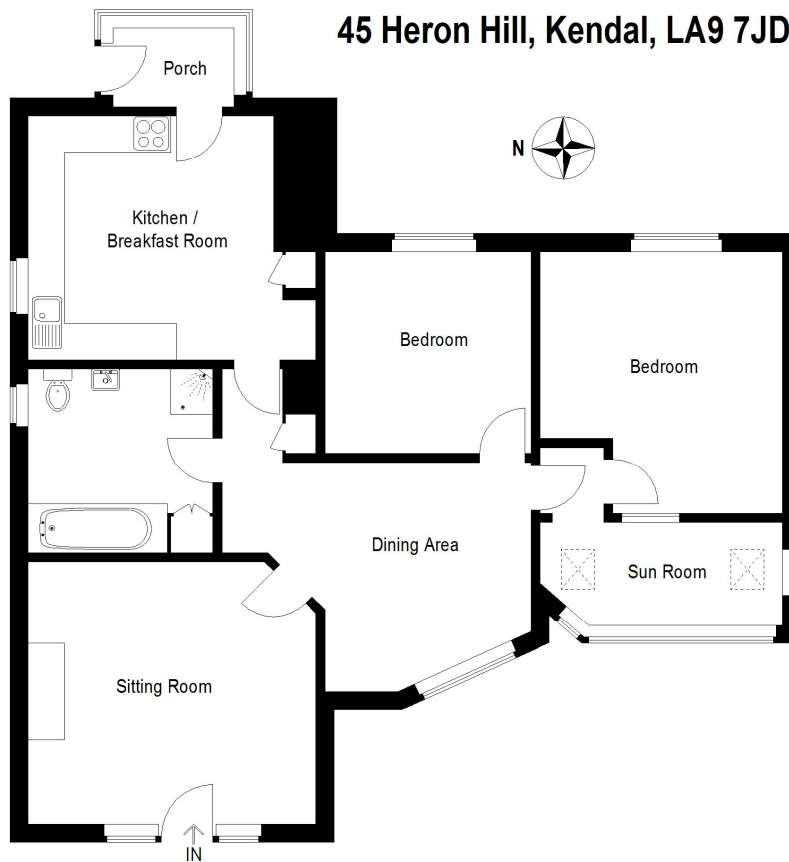 45 Heron Hill, Kendal, LA9 7JD
Porch
N
Kitchen /
Breakfast Room
Bedroom
Bedroom
Dining Area
Sun Room
Sitting Room
IN